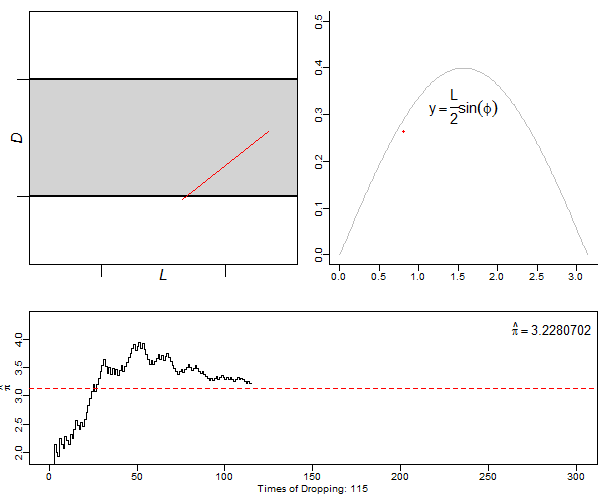 D
L
0.0 0.1 0.2 0.3 0.4 0.5
0.0 0.5 1.0 1.5 2.0 2.5 3.0
y = L/2 sin(ϕ)
2.0 2.5 3.0 3.5 4.0
π̂
π̂ = 3.2280702
0 50 100 150 200 250 300
Times of Dropping: 115